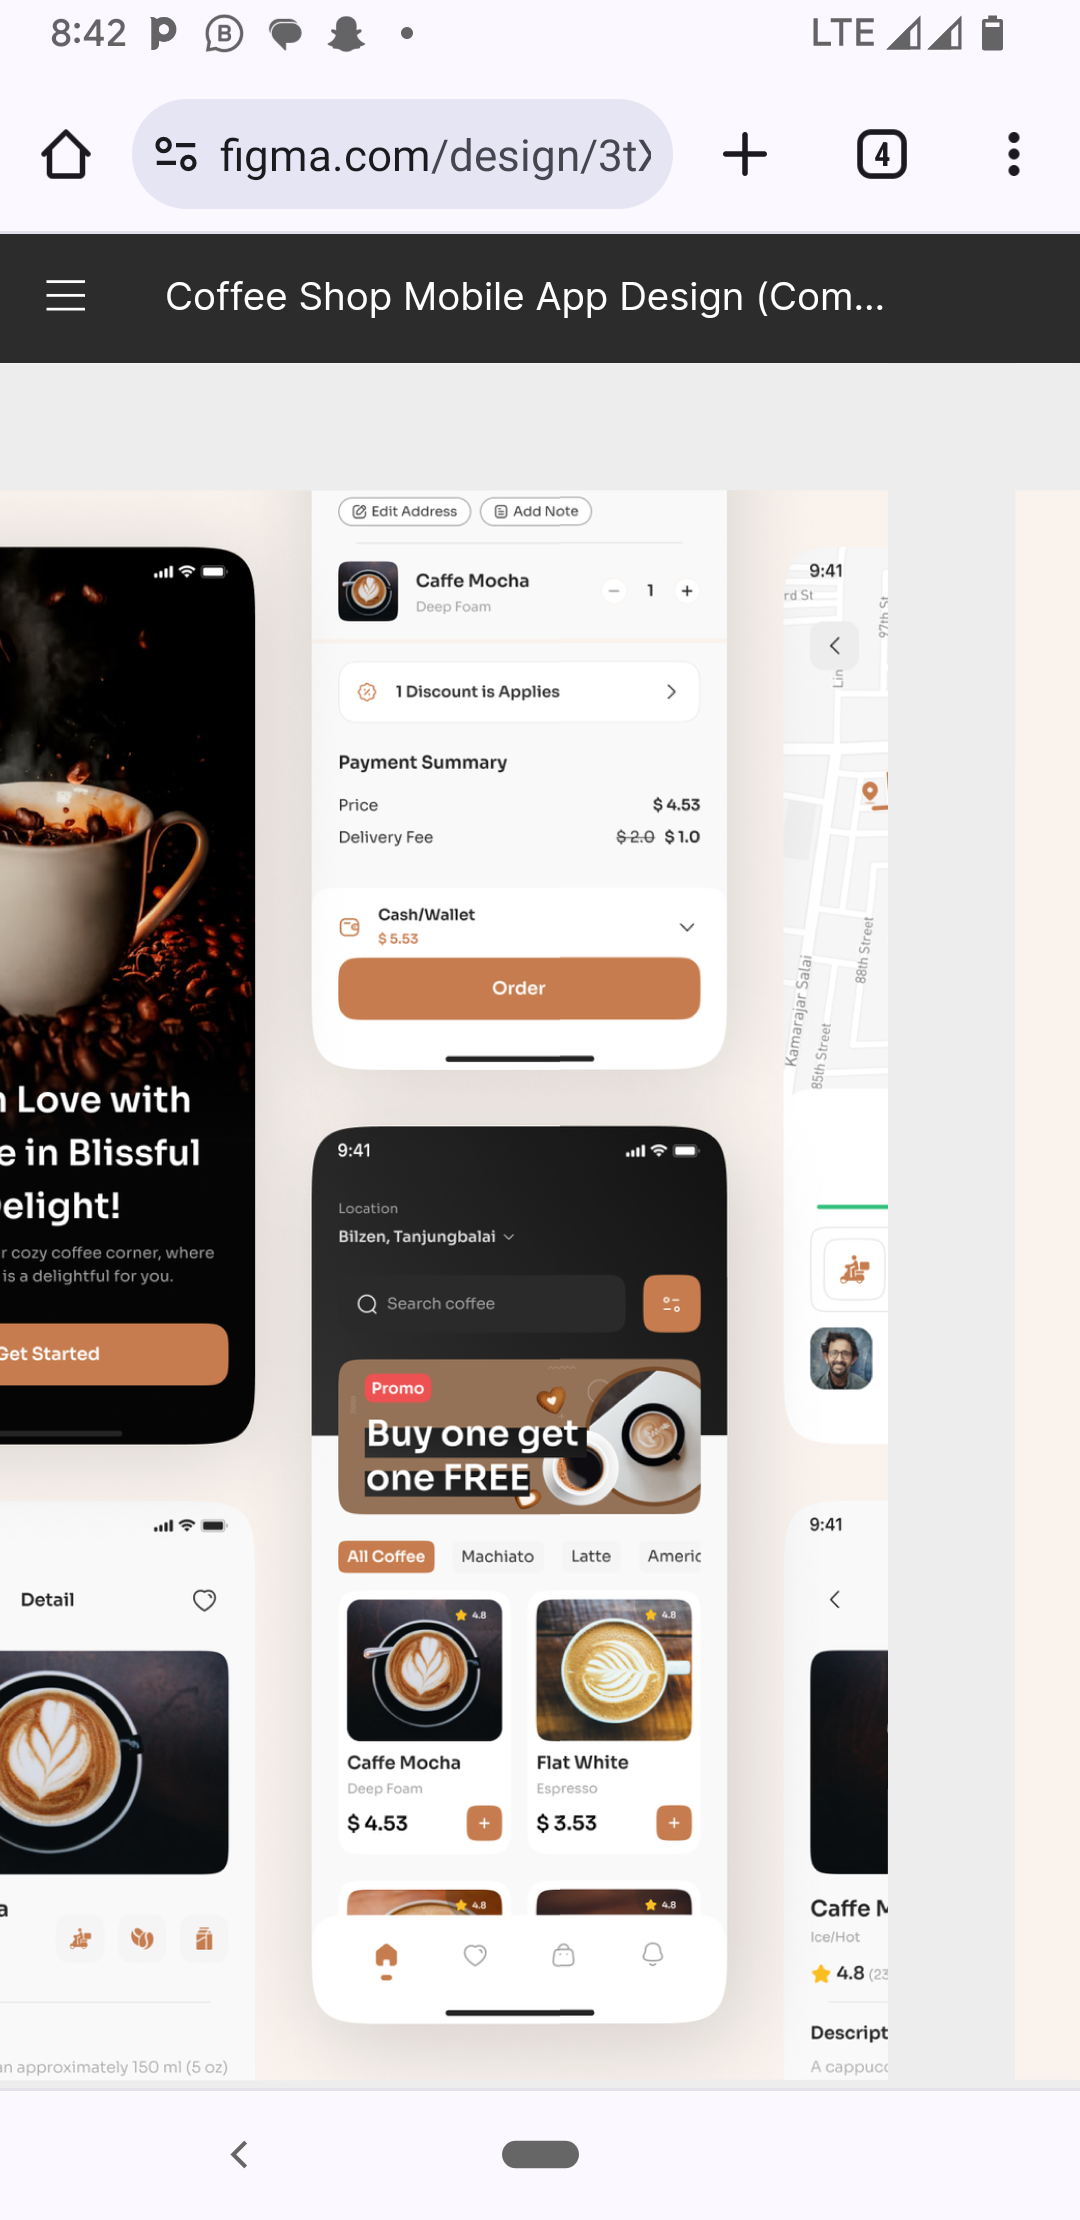 8:42
LTE
figma.com/design/3t
4
Coffee Shop Mobile App Design (Com...
Love with
e in Blissful
elight!
r cozy coffee corner, where
is a delightful for you.
Get Started
Detail
a
an approximately 150 ml (5 oz)
Edit Address
Add Note
Caffe Mocha
Deep Foam
1
1 Discount is Applies
Payment Summary
Price
$ 4.53
Delivery Fee
$ 2.0 $ 1.0
Cash/Wallet
$ 5.53
Order
9:41
Location
Bilzen, Tanjungbalai
Search coffee
Promo
Buy one get
one FREE
All Coffee
Machiato
Latte
Americ
4.8
4.8
Caffe Mocha
Flat White
Deep Foam
Espresso
$ 4.53
$ 3.53
4.8
4.8
9:41
rd St
97th St
Lin
88th Street
Kamarajar Salai
85th Street
9:41
Caffe M
Ice/Hot
4.8 (23
Descript
A cappucc